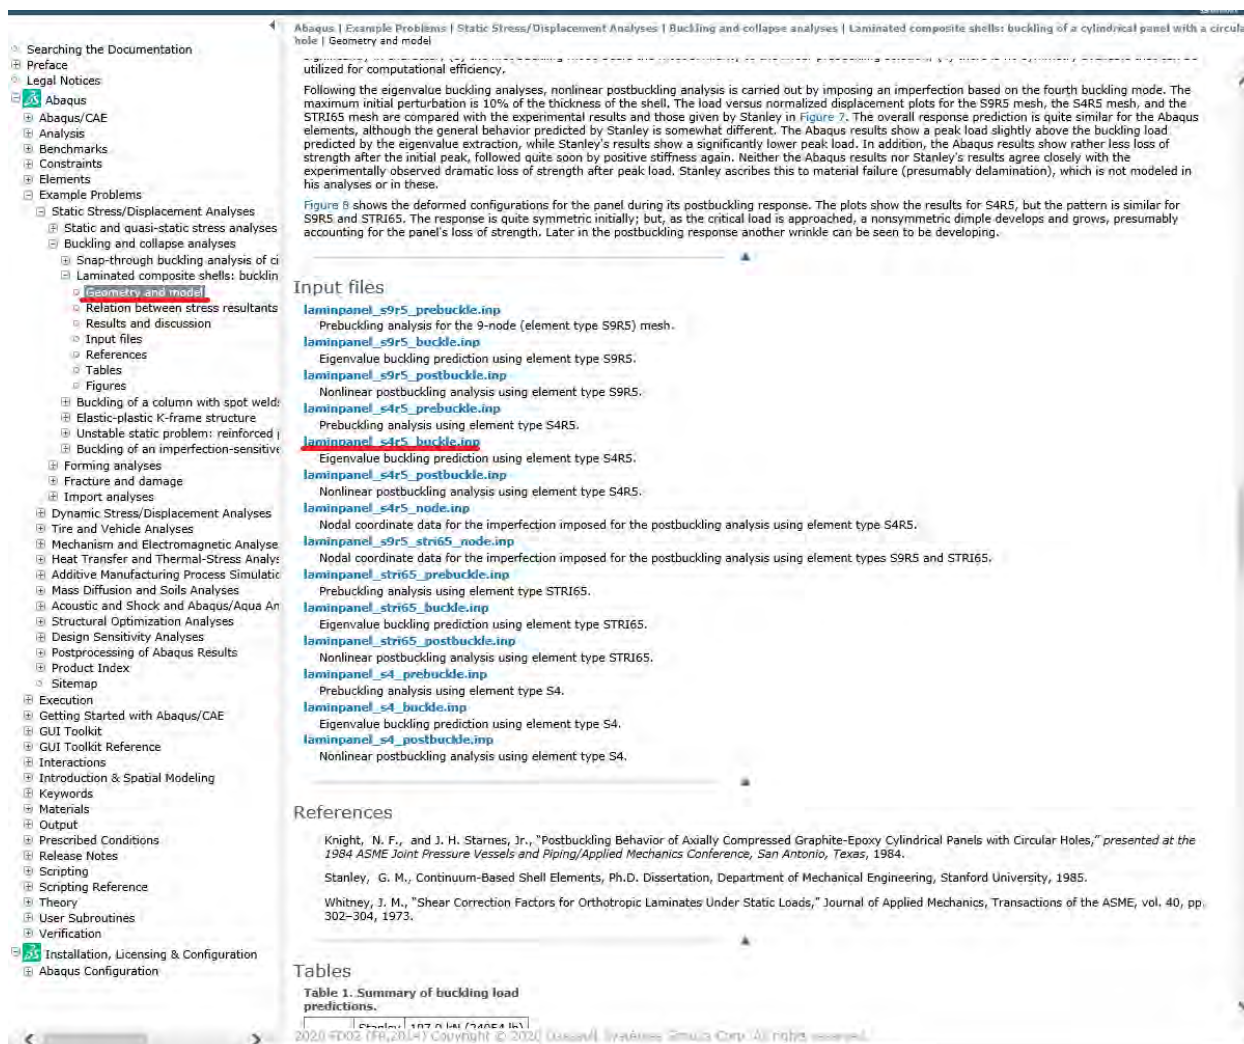 Abaqus | Example Problems | Static Stress/Displacement Analyses | Buckling and collapse analyses | Laminated composite shells: buckling of a cylindrical panel with a circula
hole | Geometry and model
Searching the Documentation
Preface
Legal Notices
Abaqus
Abaqus/CAE
Analysis
Benchmarks
Constraints
Elements
Example Problems
Static Stress/Displacement Analyses
Static and quasi-static stress analyses
Buckling and collapse analyses
Snap-through buckling analysis of ci
Laminated composite shells: bucklin
Geometry and model
Relation between stress resultants
Results and discussion
Input files
References
Tables
Figures
Buckling of a column with spot weld
Elastic-plastic K-frame structure
Unstable static problem: reinforced
Buckling of an imperfection-sensitive
Forming analyses
Fracture and damage
Import analyses
Dynamic Stress/Displacement Analyses
Tire and Vehicle Analyses
Mechanism and Electromagnetic Analyse
Heat Transfer and Thermal-Stress Analy
Additive Manufacturing Process Simulatic
Mass Diffusion and Soils Analyses
Acoustic and Shock and Abaqus/Aqua An
Structural Optimization Analyses
Design Sensitivity Analyses
Postprocessing of Abaqus Results
Product Index
Sitemap
Execution
Getting Started with Abaqus/CAE
GUI Toolkit
GUI Toolkit Reference
Interactions
Introduction & Spatial Modeling
Keywords
Materials
Output
Prescribed Conditions
Release Notes
Scripting
Scripting Reference
Theory
User Subroutines
Verification
Installation, Licensing & Configuration
Abaqus Configuration
utilized for computational efficiency.
Following the eigenvalue buckling analyses, nonlinear postbuckling analysis is carried out by imposing an imperfection based on the fourth buckling mode. The
maximum initial perturbation is 10% of the thickness of the shell. The load versus normalized displacement plots for the S9R5 mesh, the S4R5 mesh, and the
STRI65 mesh are compared with the experimental results and those given by Stanley in Figure 7. The overall response prediction is quite similar for the Abaqus
elements, although the general behavior predicted by Stanley is somewhat different. The Abaqus results show a peak load slightly above the buckling load
predicted by the eigenvalue extraction, while Stanley's results show a significantly lower peak load. In addition, the Abaqus results show rather less loss of
strength after the initial peak, followed quite soon by positive stiffness again. Neither the Abaqus results nor Stanley's results agree closely with the
experimentally observed dramatic loss of strength after peak load. Stanley ascribes this to material failure (presumably delamination), which is not modeled in
his analyses or in these.
Figure 8 shows the deformed configurations for the panel during its postbuckling response. The plots show the results for S4R5, but the pattern is similar for
S9R5 and STRI65. The response is quite symmetric initially; but, as the critical load is approached, a nonsymmetric dimple develops and grows, presumably
accounting for the panel's loss of strength. Later in the postbuckling response another wrinkle can be seen to be developing.
Input files
laminpanel_s9r5_prebuckle.inp
Prebuckling analysis for the 9-node (element type S9R5) mesh.
laminpanel_s9r5_buckle.inp
Eigenvalue buckling prediction using element type S9R5.
laminpanel_s9r5_postbuckle.inp
Nonlinear postbuckling analysis using element type S9R5.
laminpanel_s4r5_prebuckle.inp
Prebuckling analysis using element type S4R5.
laminpanel_s4r5_buckle.inp
Eigenvalue buckling prediction using element type S4R5.
laminpanel_s4r5_postbuckle.inp
Nonlinear postbuckling analysis using element type S4R5.
laminpanel_s4r5_node.inp
Nodal coordinate data for the imperfection imposed for the postbuckling analysis using element type S4R5.
laminpanel_s9r5_stri65_node.inp
Nodal coordinate data for the imperfection imposed for the postbuckling analysis using element types S9R5 and STRI65.
laminpanel_stri65_prebuckle.inp
Prebuckling analysis using element type STRI65.
laminpanel_stri65_buckle.inp
Eigenvalue buckling prediction using element type STRI65.
laminpanel_stri65_postbuckle.inp
Nonlinear postbuckling analysis using element type STRI65.
laminpanel_s4_prebuckle.inp
Prebuckling analysis using element type S4.
laminpanel_s4_buckle.inp
Eigenvalue buckling prediction using element type S4.
laminpanel_s4_postbuckle.inp
Nonlinear postbuckling analysis using element type S4.
References
Knight, N. F., and J. H. Starnes, Jr., "Postbuckling Behavior of Axially Compressed Graphite-Epoxy Cylindrical Panels with Circular Holes," presented at the
1984 ASME Joint Pressure Vessels and Piping/Applied Mechanics Conference, San Antonio, Texas, 1984.
Stanley, G. M., Continuum-Based Shell Elements, Ph.D. Dissertation, Department of Mechanical Engineering, Stanford University, 1985.
Whitney, J. M., "Shear Correction Factors for Orthotropic Laminates Under Static Loads," Journal of Applied Mechanics, Transactions of the ASME, vol. 40, pp.
302–304, 1973.
Tables
Table 1. Summary of buckling load
predictions.
Stanley 107.0 kN (24054 lb)